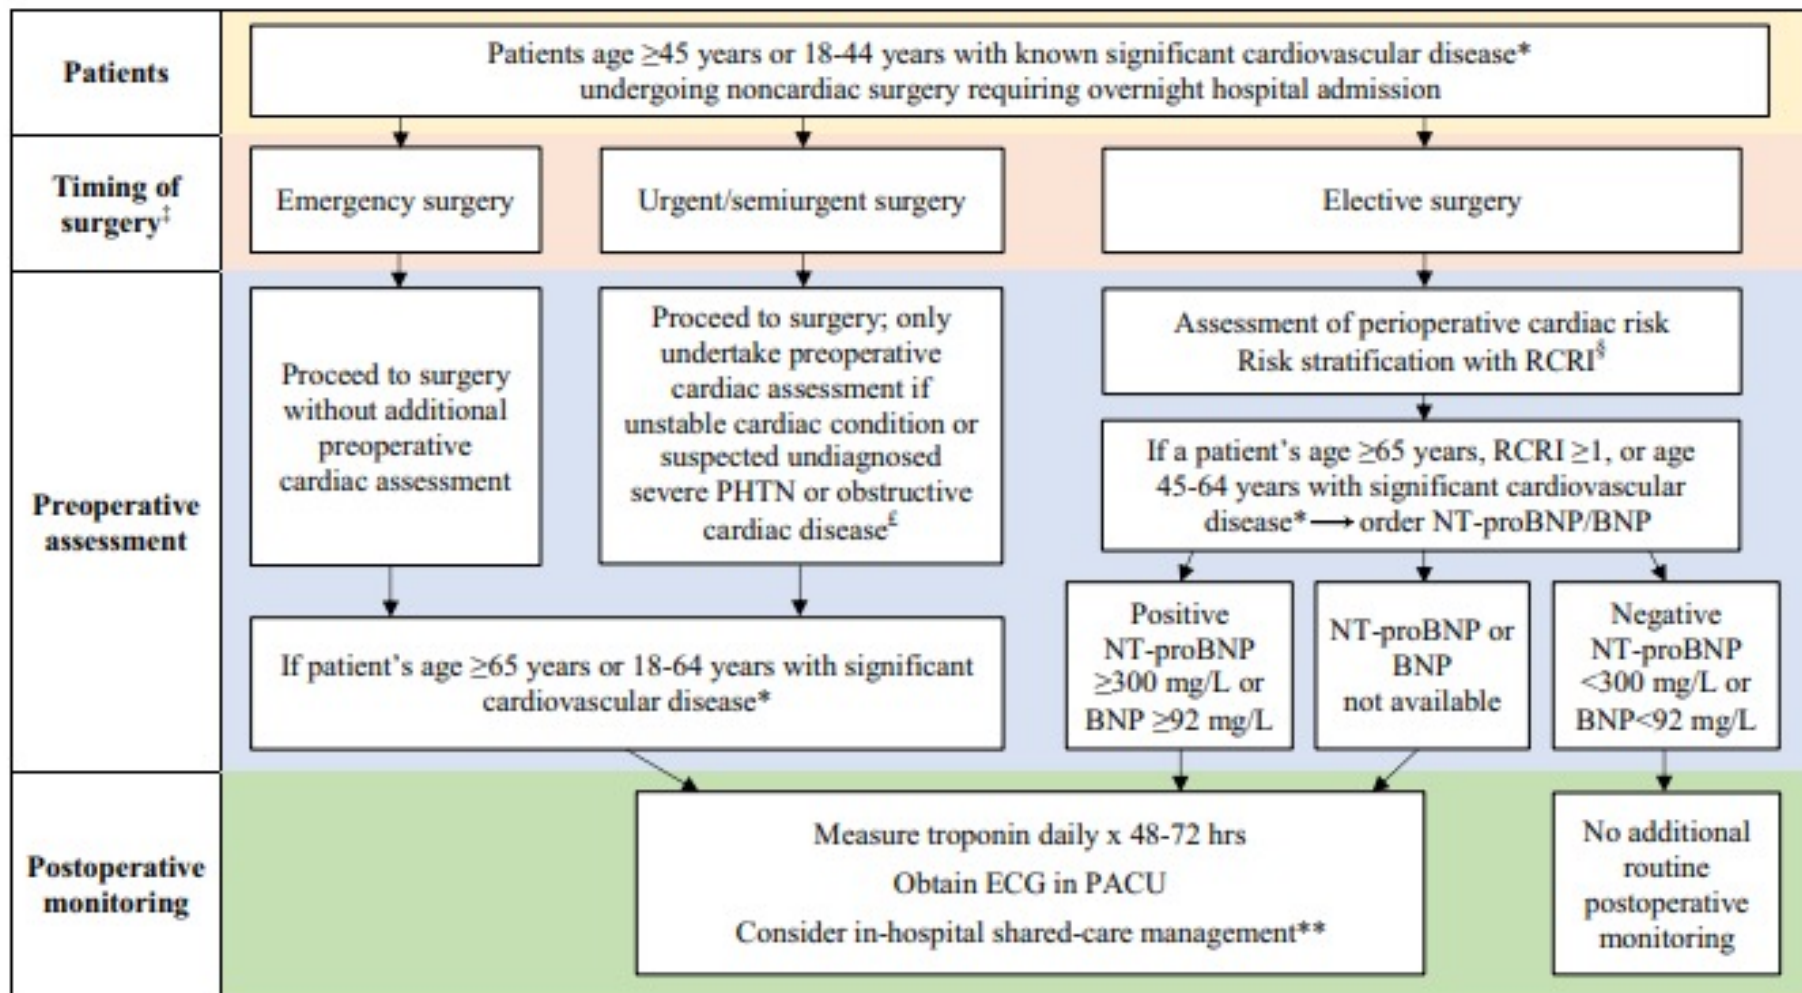 Patients
Patients age ≥45 years or 18-44 years with known significant cardiovascular disease*
undergoing noncardiac surgery requiring overnight hospital admission
Timing of
surgery‡
Emergency surgery
Urgent/semiurgent surgery
Elective surgery
Preoperative
assessment
Proceed to surgery
without additional
preoperative
cardiac assessment
Proceed to surgery; only
undertake preoperative
cardiac assessment if
unstable cardiac condition or
suspected undiagnosed
severe PHTN or obstructive
cardiac disease£
Assessment of perioperative cardiac risk
Risk stratification with RCRI§
If a patient's age ≥65 years, RCRI ≥1, or age
45-64 years with significant cardiovascular
disease* → order NT-proBNP/BNP
If patient's age ≥65 years or 18-64 years with significant
cardiovascular disease*
Positive
NT-proBNP
≥300 mg/L or
BNP ≥92 mg/L
NT-proBNP or
BNP
not available
Negative
NT-proBNP
<300 mg/L or
BNP<92 mg/L
Postoperative
monitoring
Measure troponin daily x 48-72 hrs
Obtain ECG in PACU
Consider in-hospital shared-care management**
No additional
routine
postoperative
monitoring